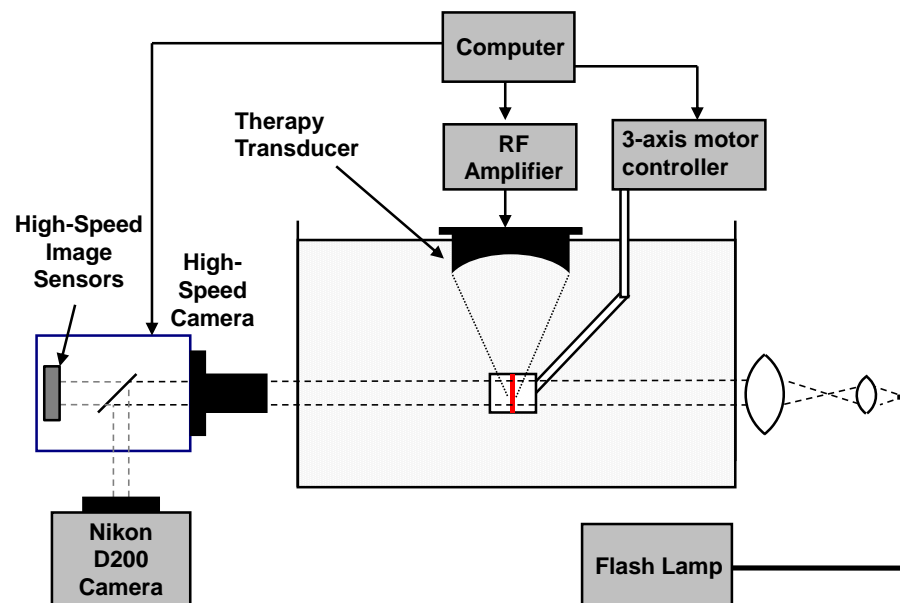 Computer
Therapy
Transducer
RF
Amplifier
3-axis motor
controller
High-Speed
Image
Sensors
High-
Speed
Camera
Nikon
D200
Camera
Flash Lamp